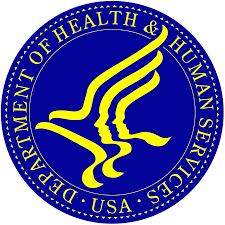 DEPARTMENT OF HEALTH & HUMAN SERVICES
· USA ·